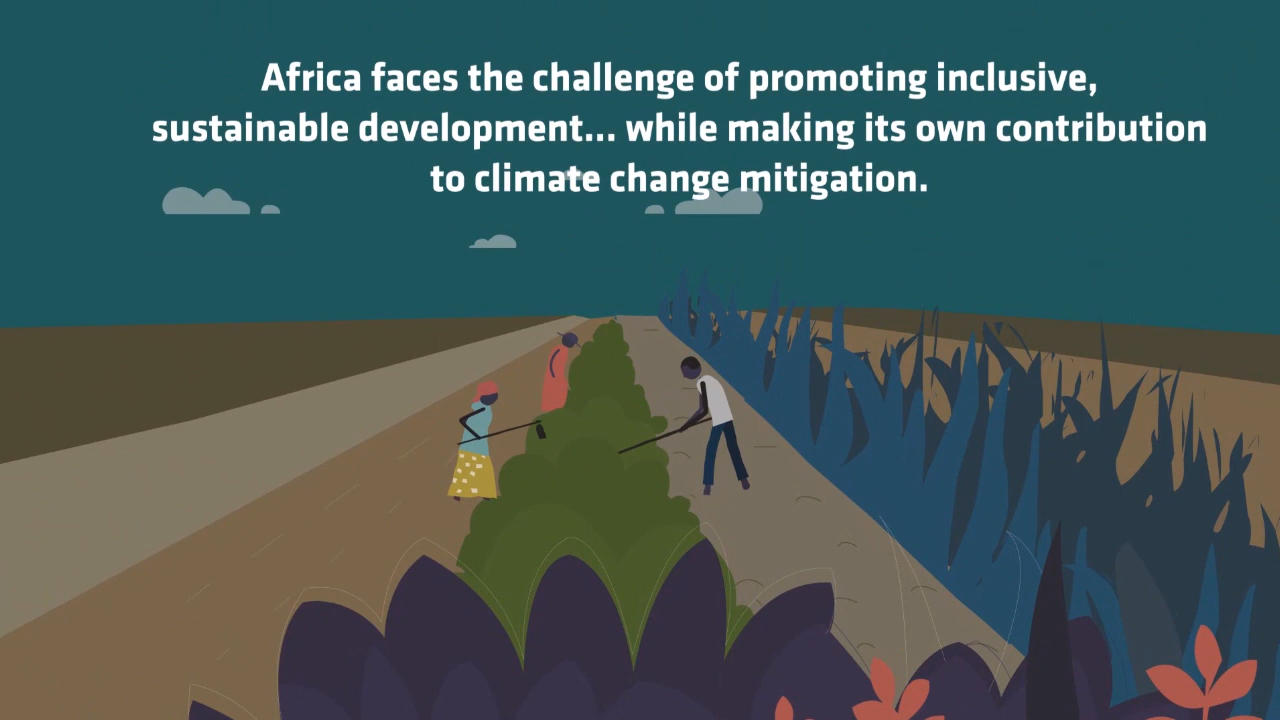 Africa faces the challenge of promoting inclusive,
sustainable development... while making its own contribution
to climate change mitigation.